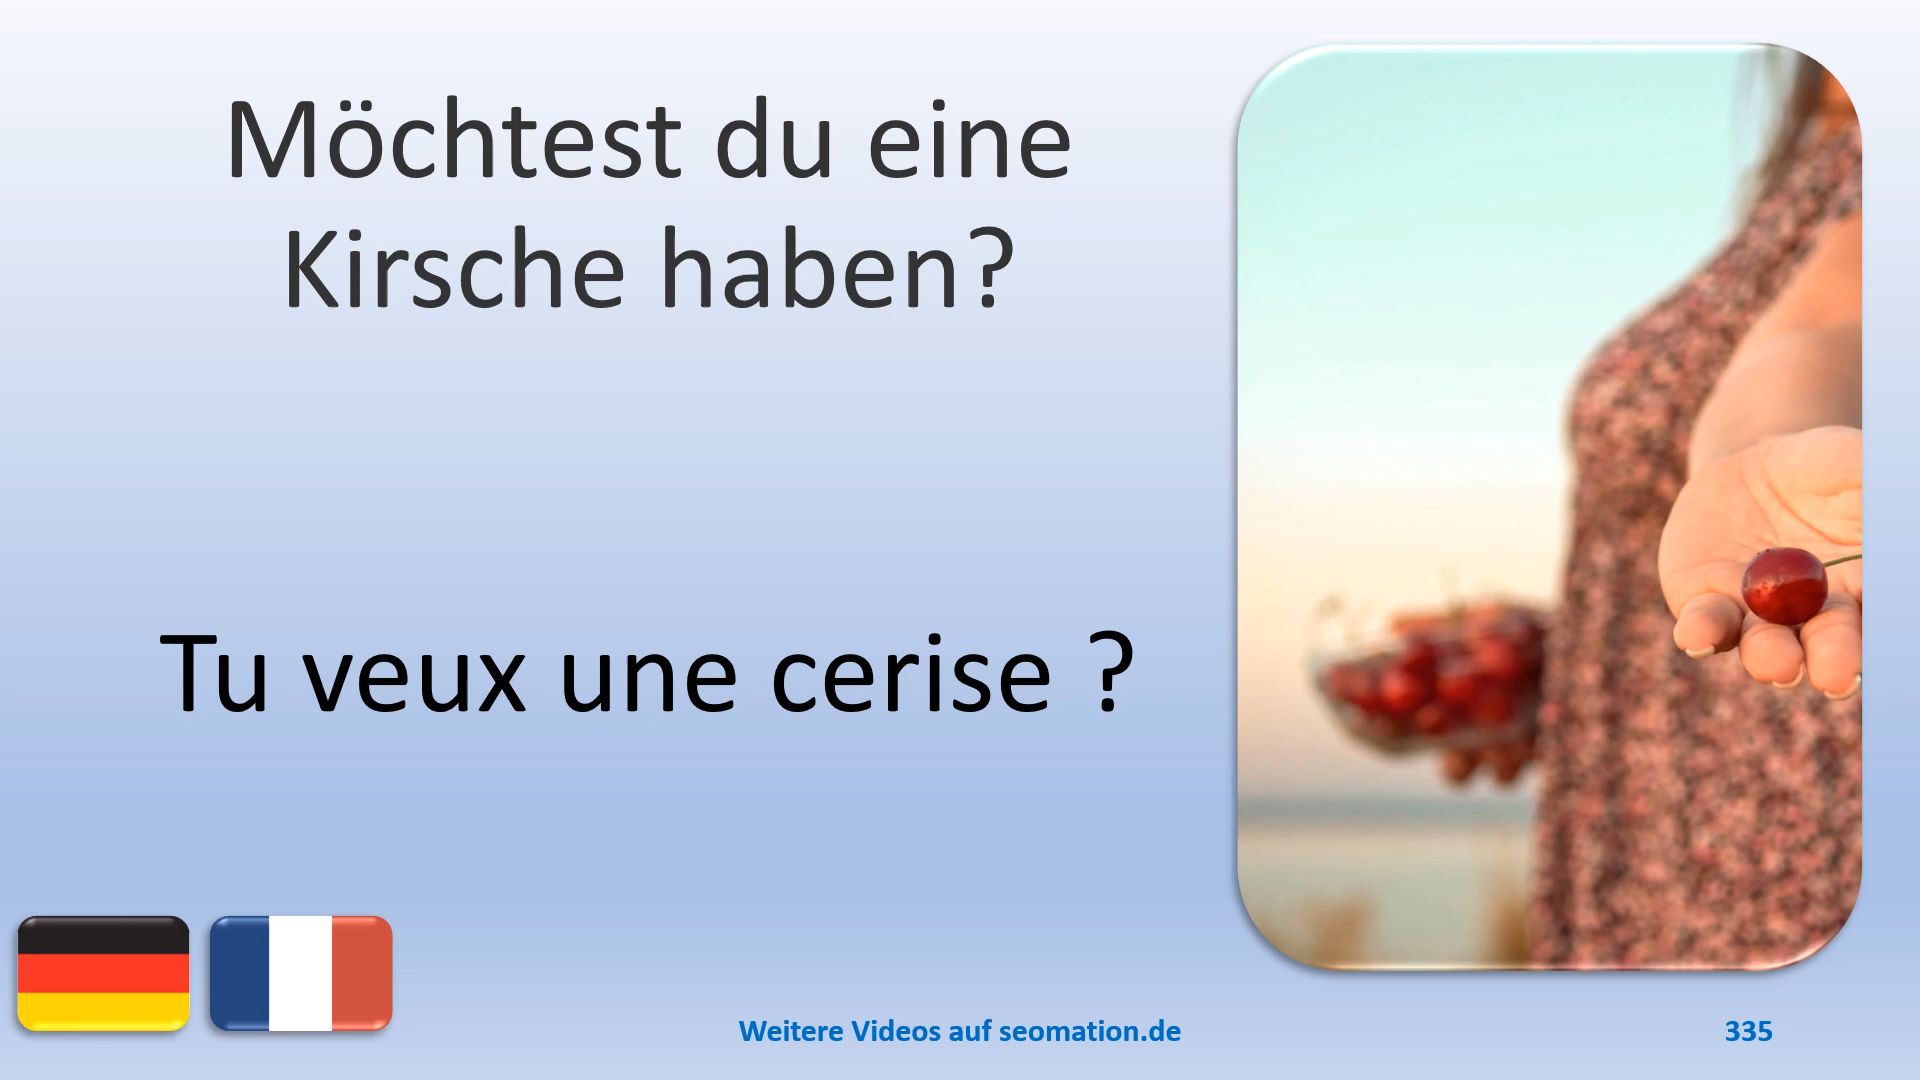 Möchtest du eine
Kirsche haben?
Tu veux une cerise ?
Weitere Videos auf seomation.de
335